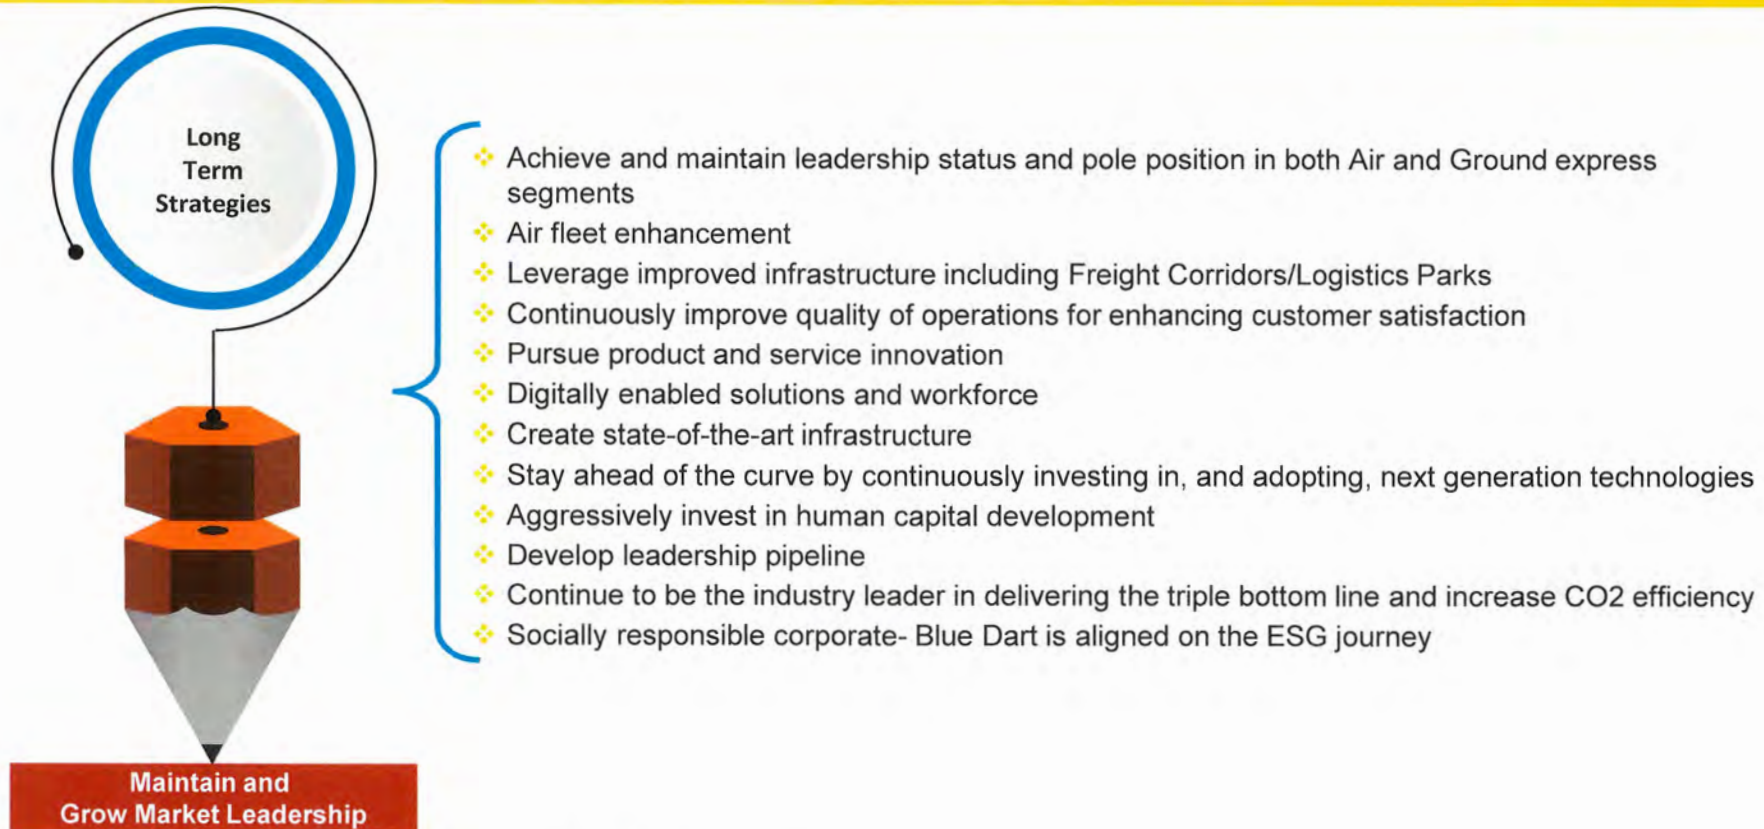 Long
Term
Strategies
❖ Achieve and maintain leadership status and pole position in both Air and Ground express
segments
❖ Air fleet enhancement
❖ Leverage improved infrastructure including Freight Corridors/Logistics Parks
❖ Continuously improve quality of operations for enhancing customer satisfaction
❖ Pursue product and service innovation
❖ Digitally enabled solutions and workforce
❖ Create state-of-the-art infrastructure
❖ Stay ahead of the curve by continuously investing in, and adopting, next generation technologies
❖ Aggressively invest in human capital development
❖ Develop leadership pipeline
❖ Continue to be the industry leader in delivering the triple bottom line and increase CO2 efficiency
❖ Socially responsible corporate- Blue Dart is aligned on the ESG journey
Maintain and
Grow Market Leadership